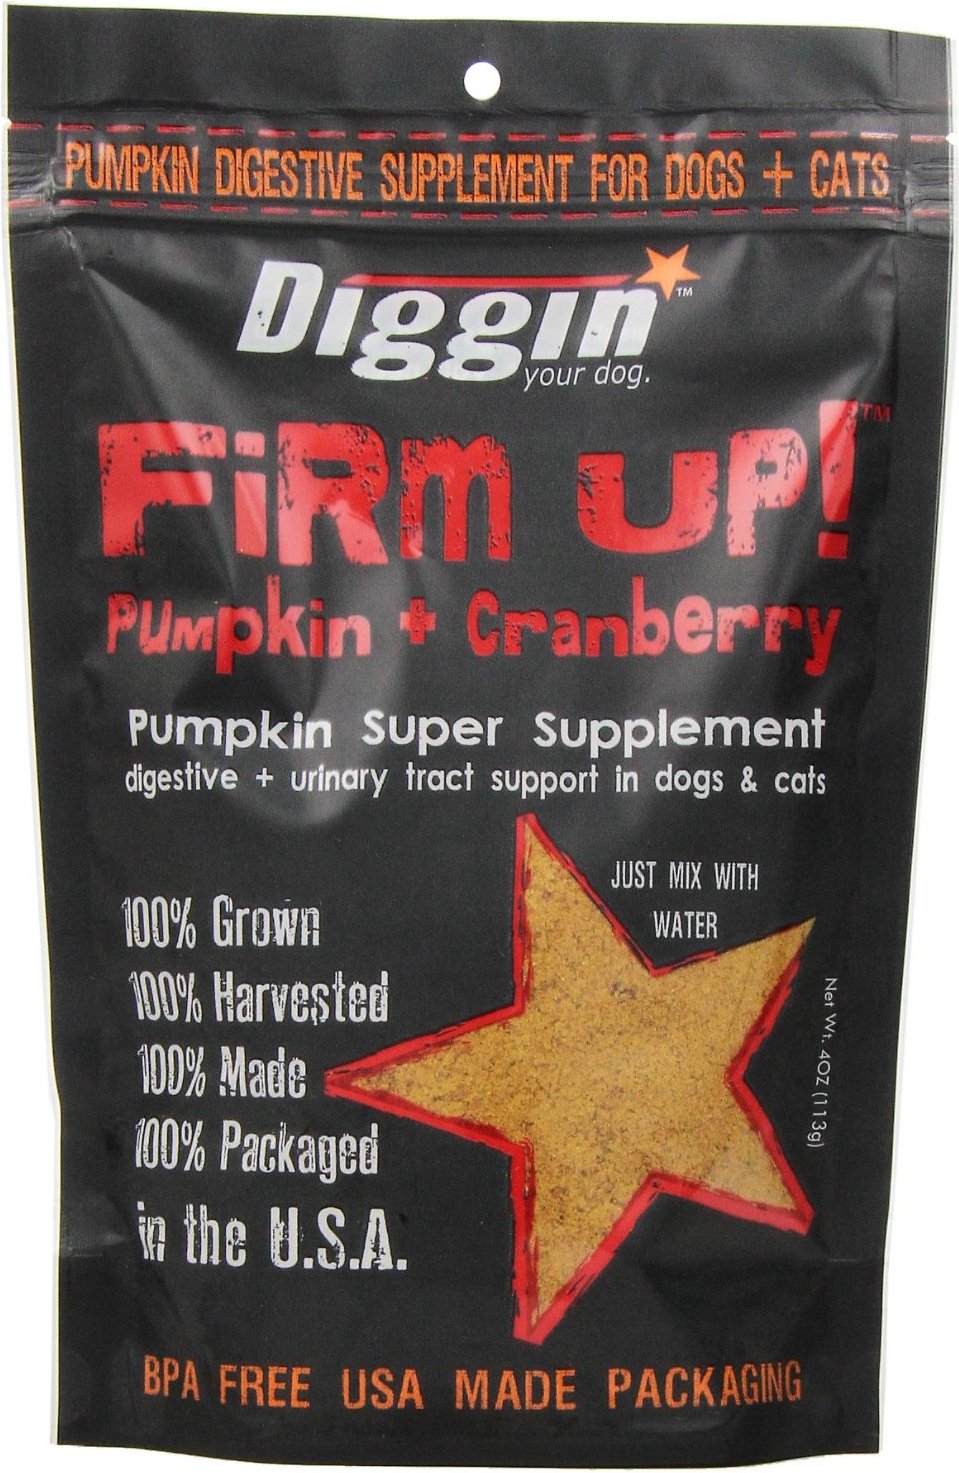 PUMPKIN DIGESTIVE SUPPLEMENT FOR DOGS + CATS
Diggin™
your dog.
FiRm UP!™
Pumpkin + Cranberry
Pumpkin Super Supplement
digestive + urinary tract support in dogs & cats
JUST MIX WITH
WATER
100% Grown
100% Harvested
100% Made
100% Packaged
in the U.S.A.
Net Wt. 4OZ (113g)
BPA FREE USA MADE PACKAGING